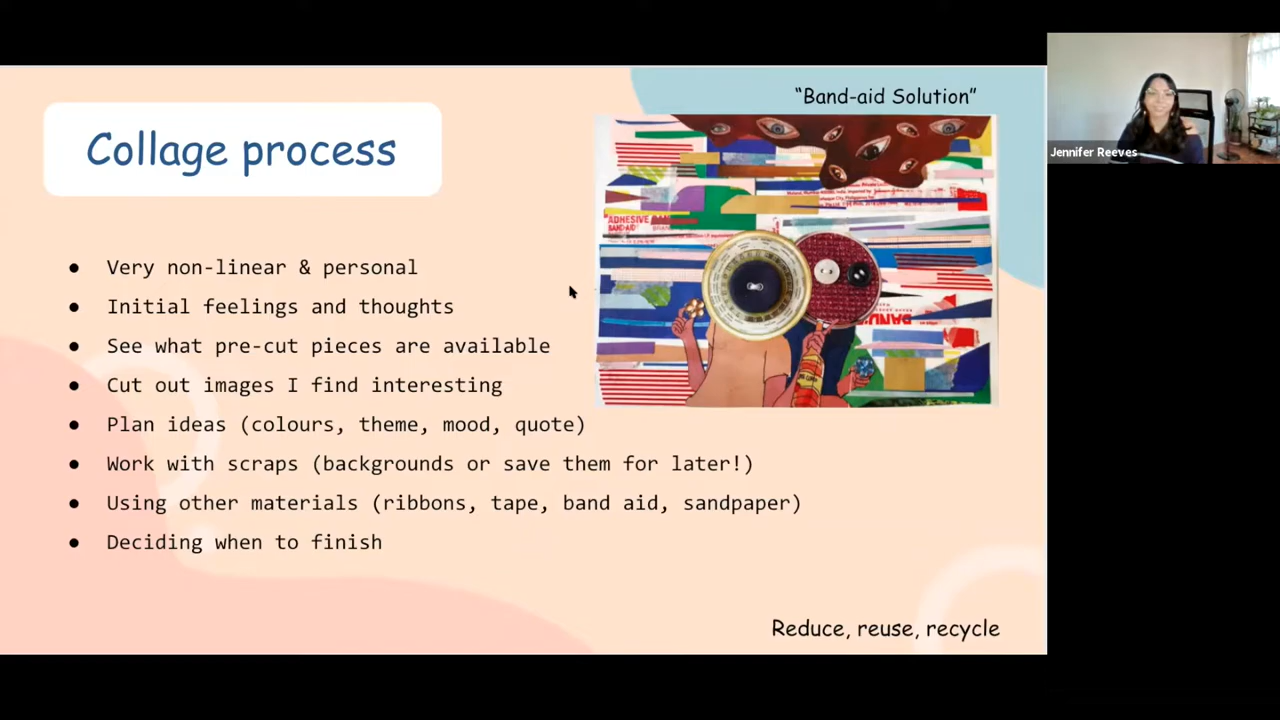 "Band-aid Solution"
Collage process
ADHESIVE
BAND-AID
● Very non-linear & personal
● Initial feelings and thoughts
● See what pre-cut pieces are available
● Cut out images I find interesting
● Plan ideas (colours, theme, mood, quote)
● Work with scraps (backgrounds or save them for later!)
● Using other materials (ribbons, tape, band aid, sandpaper)
● Deciding when to finish
Reduce, reuse, recycle
Jennifer Reeves